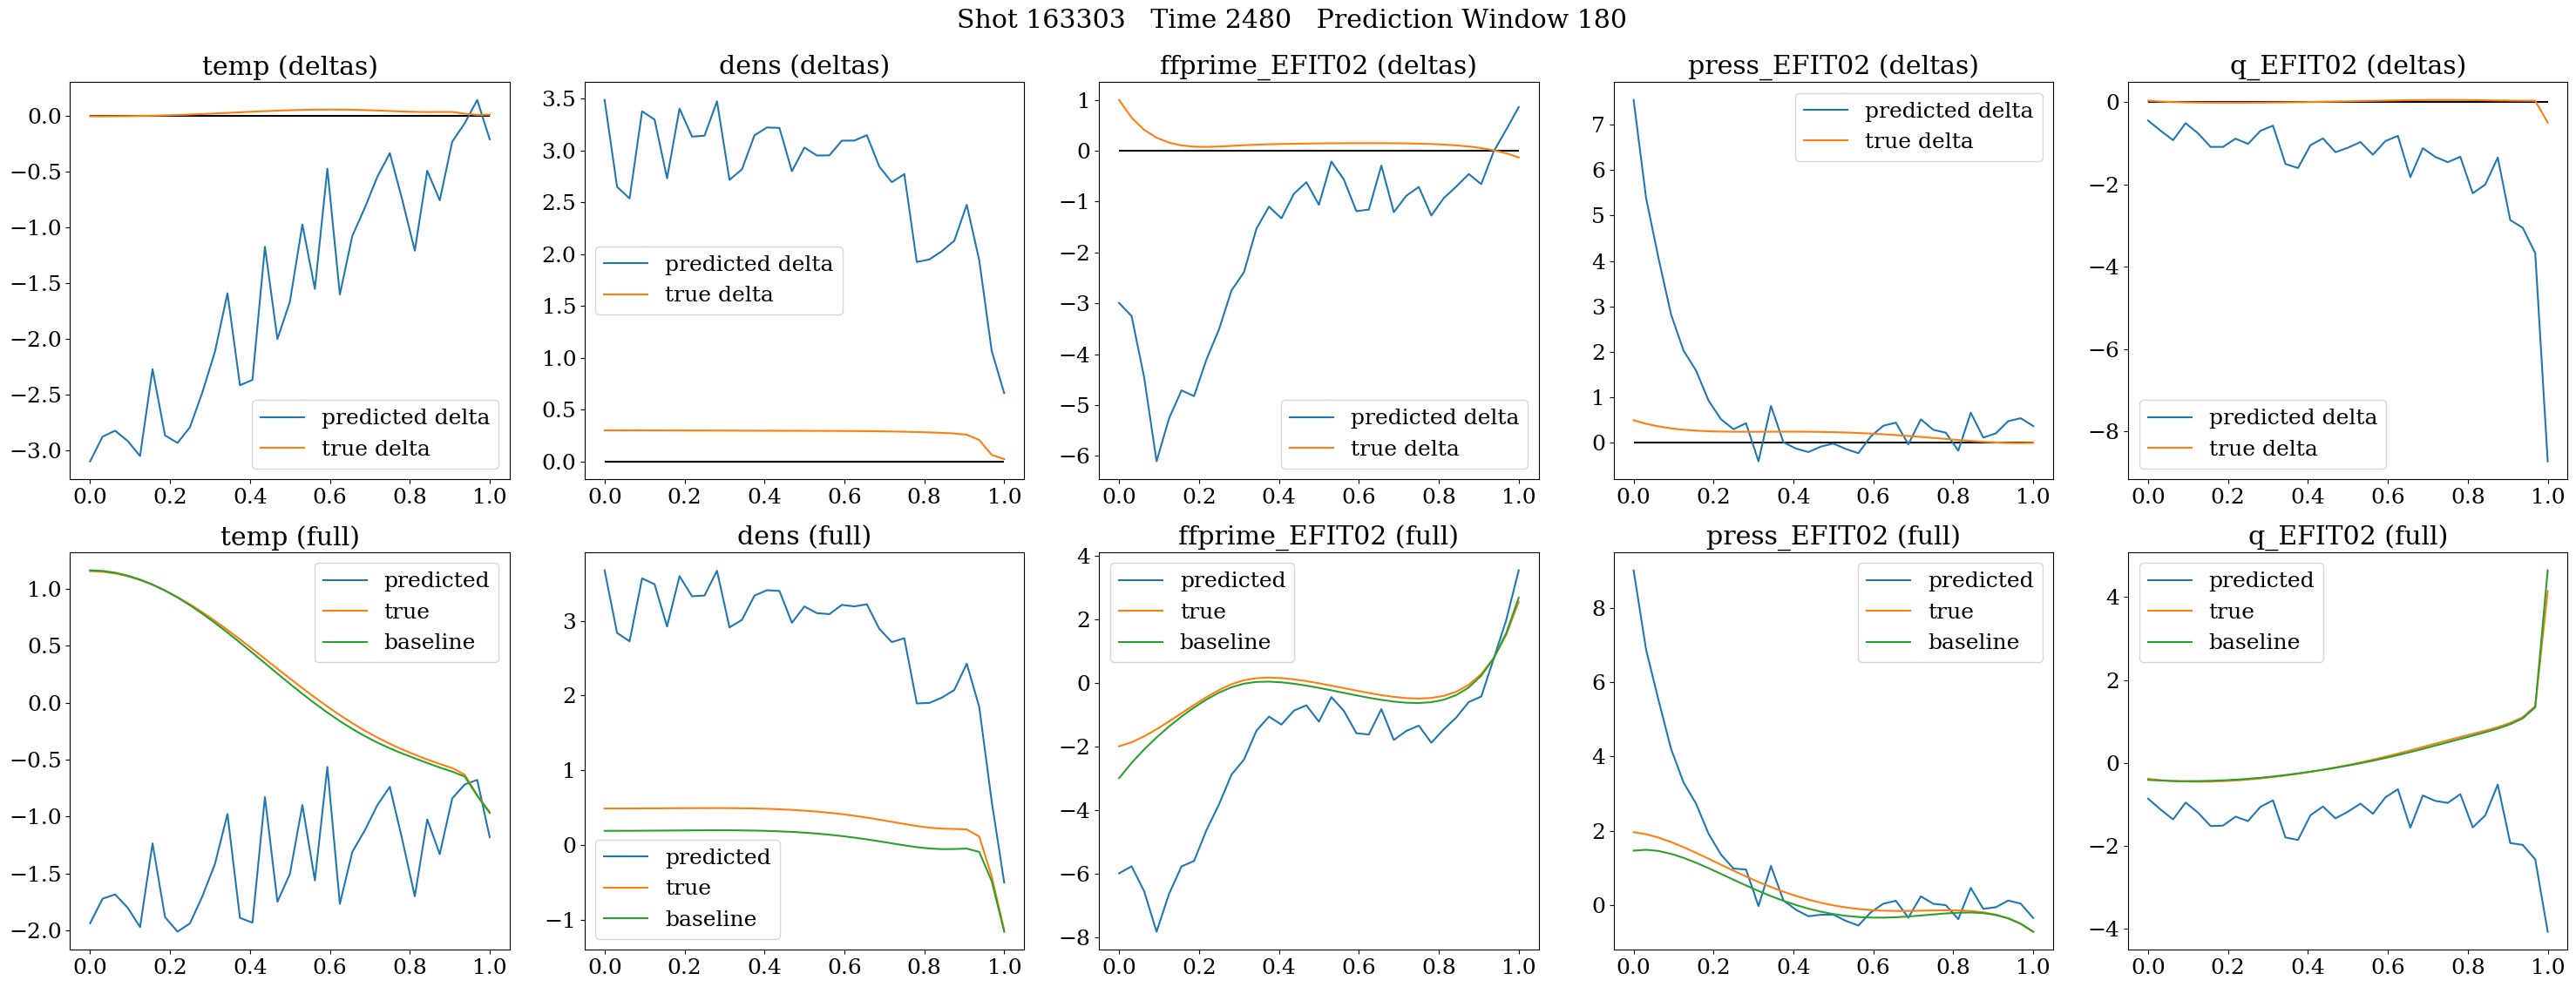 Shot 163303   Time 2480   Prediction Window 180
temp (deltas)
0.0
−0.5
−1.0
−1.5
−2.0
−2.5
−3.0
predicted delta
true delta
0.0 0.2 0.4 0.6 0.8 1.0
dens (deltas)
3.5
3.0
2.5
2.0
1.5
1.0
0.5
0.0
predicted delta
true delta
0.0 0.2 0.4 0.6 0.8 1.0
ffprime_EFIT02 (deltas)
1
0
−1
−2
−3
−4
−5
−6
predicted delta
true delta
0.0 0.2 0.4 0.6 0.8 1.0
press_EFIT02 (deltas)
7
6
5
4
3
2
1
0
predicted delta
true delta
0.0 0.2 0.4 0.6 0.8 1.0
q_EFIT02 (deltas)
0
−2
−4
−6
−8
predicted delta
true delta
0.0 0.2 0.4 0.6 0.8 1.0
temp (full)
1.0
0.5
0.0
−0.5
−1.0
−1.5
−2.0
predicted
true
baseline
0.0 0.2 0.4 0.6 0.8 1.0
dens (full)
3
2
1
0
−1
predicted
true
baseline
0.0 0.2 0.4 0.6 0.8 1.0
ffprime_EFIT02 (full)
4
2
0
−2
−4
−6
−8
predicted
true
baseline
0.0 0.2 0.4 0.6 0.8 1.0
press_EFIT02 (full)
8
6
4
2
0
predicted
true
baseline
0.0 0.2 0.4 0.6 0.8 1.0
q_EFIT02 (full)
4
2
0
−2
−4
predicted
true
baseline
0.0 0.2 0.4 0.6 0.8 1.0